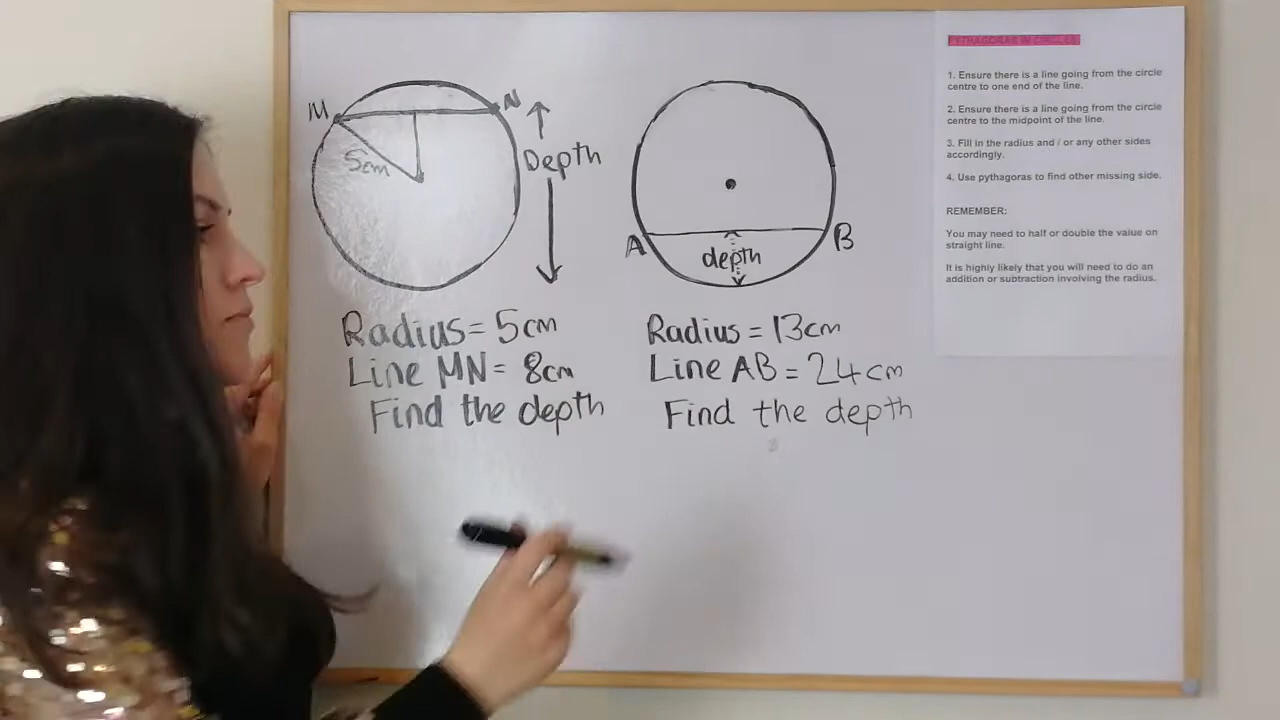 M
N
5cm
Depth
Radius = 5cm
Line MN = 8cm
Find the depth
A
B
depth
Radius = 13cm
Line AB = 24cm
Find the depth
PYTHAGORAS IN CIRCLES
1. Ensure there is a line going from the circle
centre to one end of the line.
2. Ensure there is a line going from the circle
centre to the midpoint of the line.
3. Fill in the radius and / or any other sides
accordingly.
4. Use pythagoras to find other missing side.
REMEMBER:
You may need to half or double the value on
straight line.
It is highly likely that you will need to do an
addition or subtraction involving the radius.